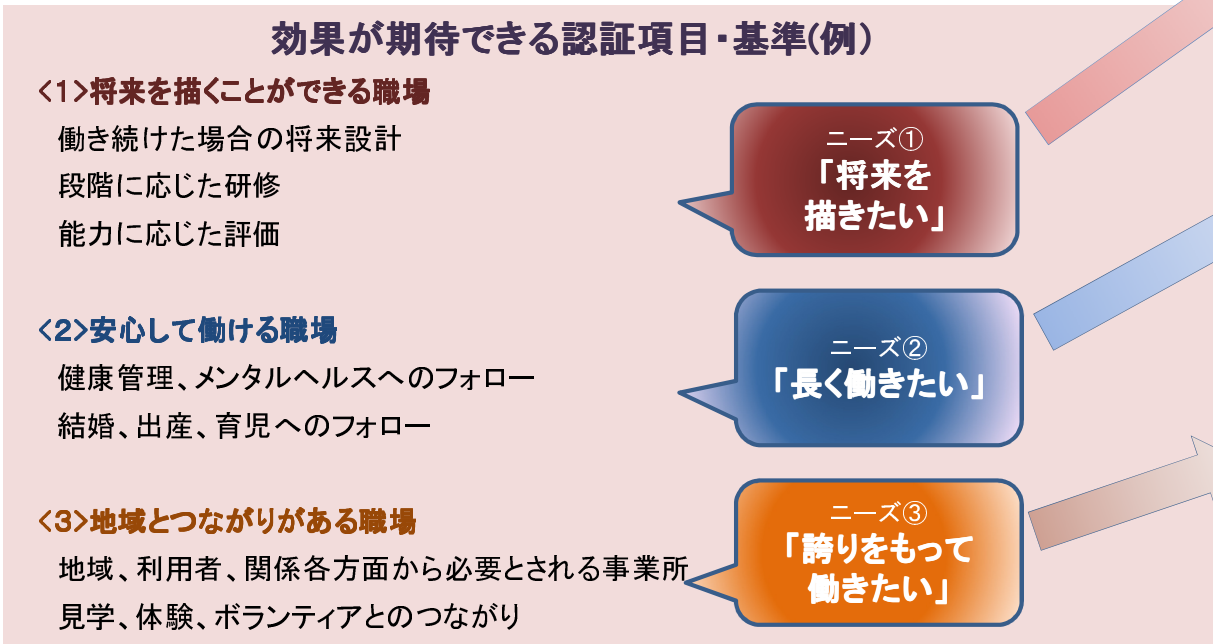 効果が期待できる認証項目・基準(例)
<1>将来を描くことができる職場
働き続けた場合の将来設計
段階に応じた研修
能力に応じた評価
ニーズ①
「将来を
描きたい」
<2>安心して働ける職場
健康管理、メンタルヘルスへのフォロー
結婚、出産、育児へのフォロー
ニーズ②
「長く働きたい」
<3>地域とつながりがある職場
地域、利用者、関係各方面から必要とされる事業所
見学、体験、ボランティアとのつながり
ニーズ③
「誇りをもって
働きたい」